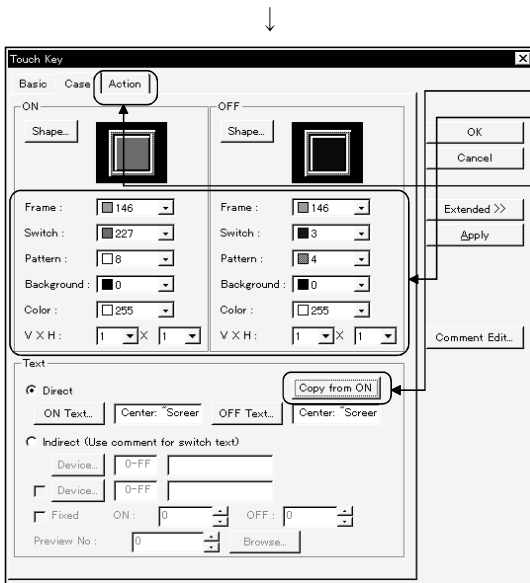 Touch Key
Basic Case Action
ON OFF
Shape... Shape...
OK
Cancel
Extended >>
Apply
Comment Edit...
Frame : 146 Frame : 146
Switch : 227 Switch : 3
Pattern : 8 Pattern : 4
Background : 0 Background : 0
Color : 255 Color : 255
V X H : 1 X 1 V X H : 1 X 1
Text
Direct Copy from ON
ON Text... Center: "Screer OFF Text... Center: "Screer
Indirect (Use comment for switch text)
Device... 0-FF
Device... 0-FF
Fixed ON : 0 OFF : 0
Preview No : 0 Browse...